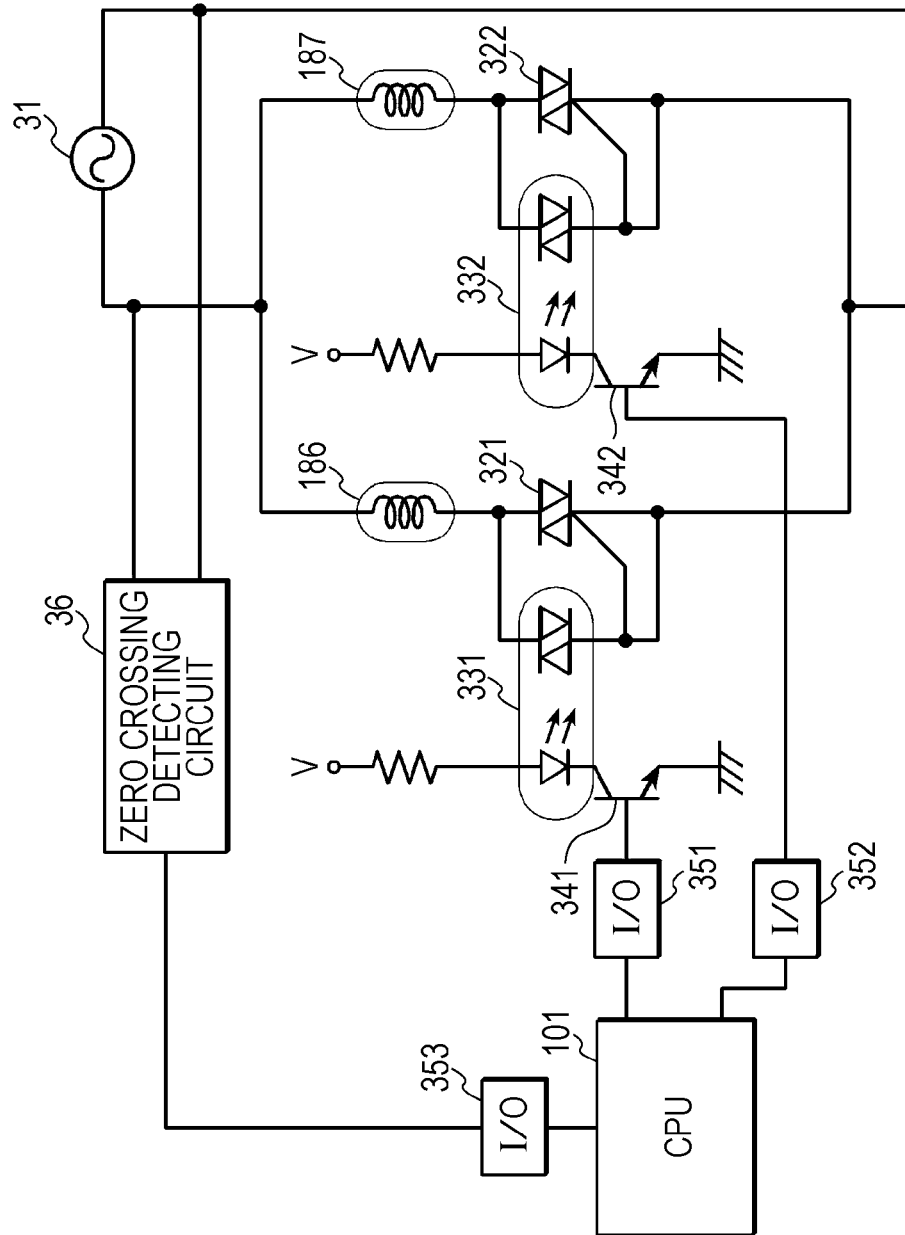 31
36
ZERO CROSSING
DETECTING
CIRCUIT
187
322
332
V
342
186
321
331
V
341
I/O
351
I/O
352
353
I/O
101
CPU